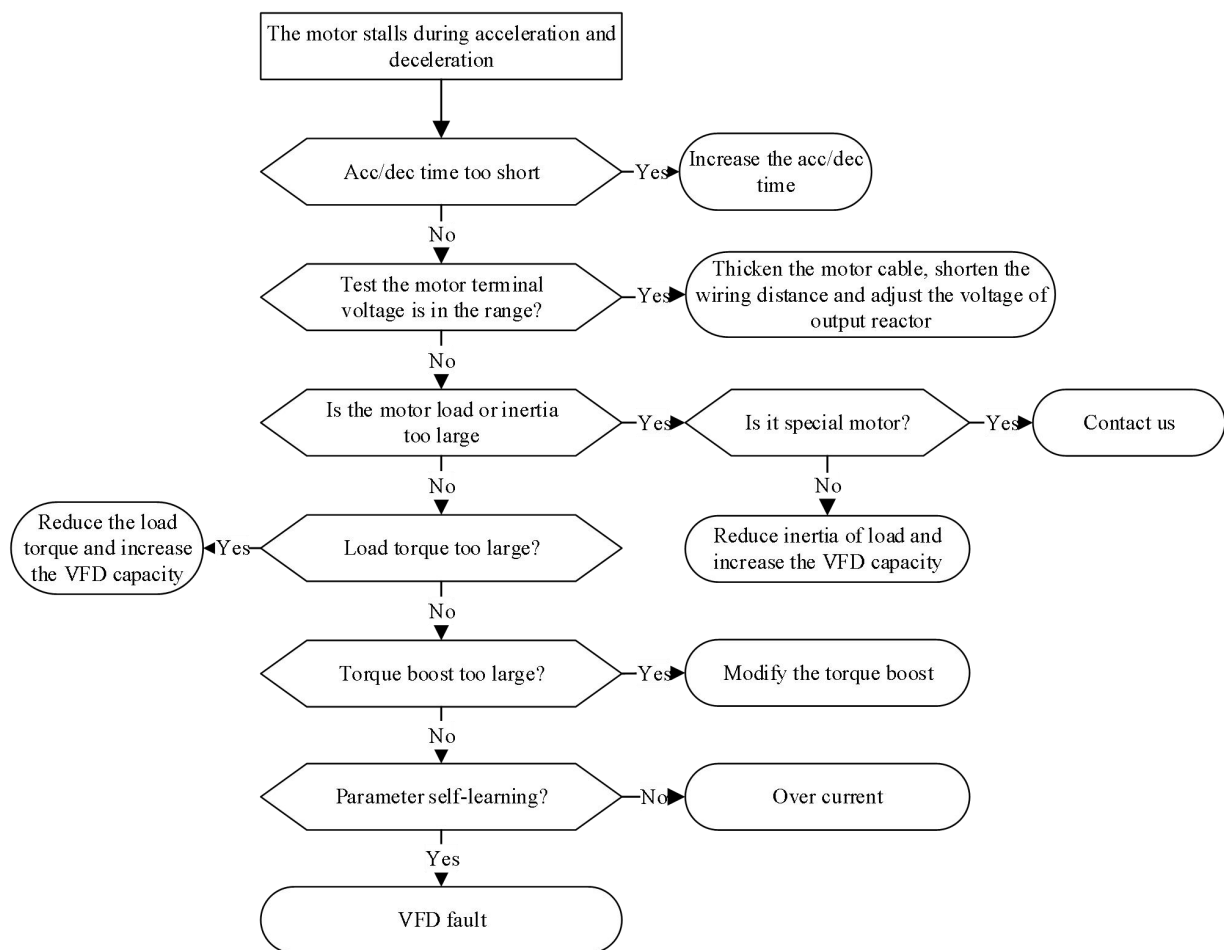 The motor stalls during acceleration and
deceleration
Acc/dec time too short
Yes
Increase the acc/dec
time
No
Test the motor terminal
voltage is in the range?
Yes
Thicken the motor cable, shorten the
wiring distance and adjust the voltage of
output reactor
No
Is the motor load or inertia
too large
Yes
Is it special motor?
Yes
Contact us
No
No
Reduce inertia of load and
increase the VFD capacity
Load torque too large?
Yes
Reduce the load
torque and increase
the VFD capacity
No
Torque boost too large?
Yes
Modify the torque boost
No
Parameter self-learning?
No
Over current
Yes
VFD fault